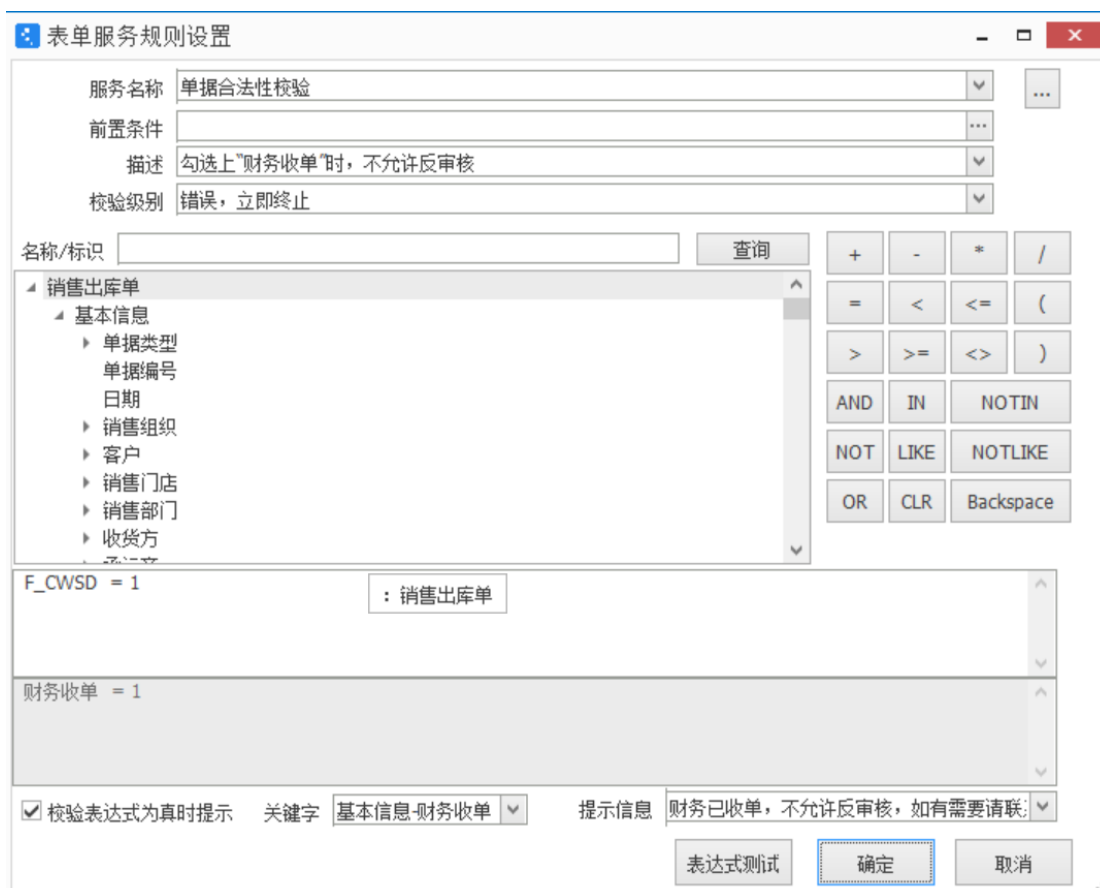 表单服务规则设置
服务名称 单据合法性校验 ...
前置条件 ...
描述 勾选上"财务收单"时，不允许反审核
校验级别 错误，立即终止
名称/标识 查询
+ - * /
销售出库单
基本信息
= < <= (
单据类型
> >= <> )
单据编号
日期
AND IN NOTIN
销售组织
客户
NOT LIKE NOTLIKE
销售门店
销售部门
OR CLR Backspace
收货方
F_CWSD = 1
: 销售出库单
财务收单 = 1
校验表达式为真时提示 关键字 基本信息-财务收单 提示信息 财务已收单，不允许反审核，如有需要请联
表达式测试 确定 取消